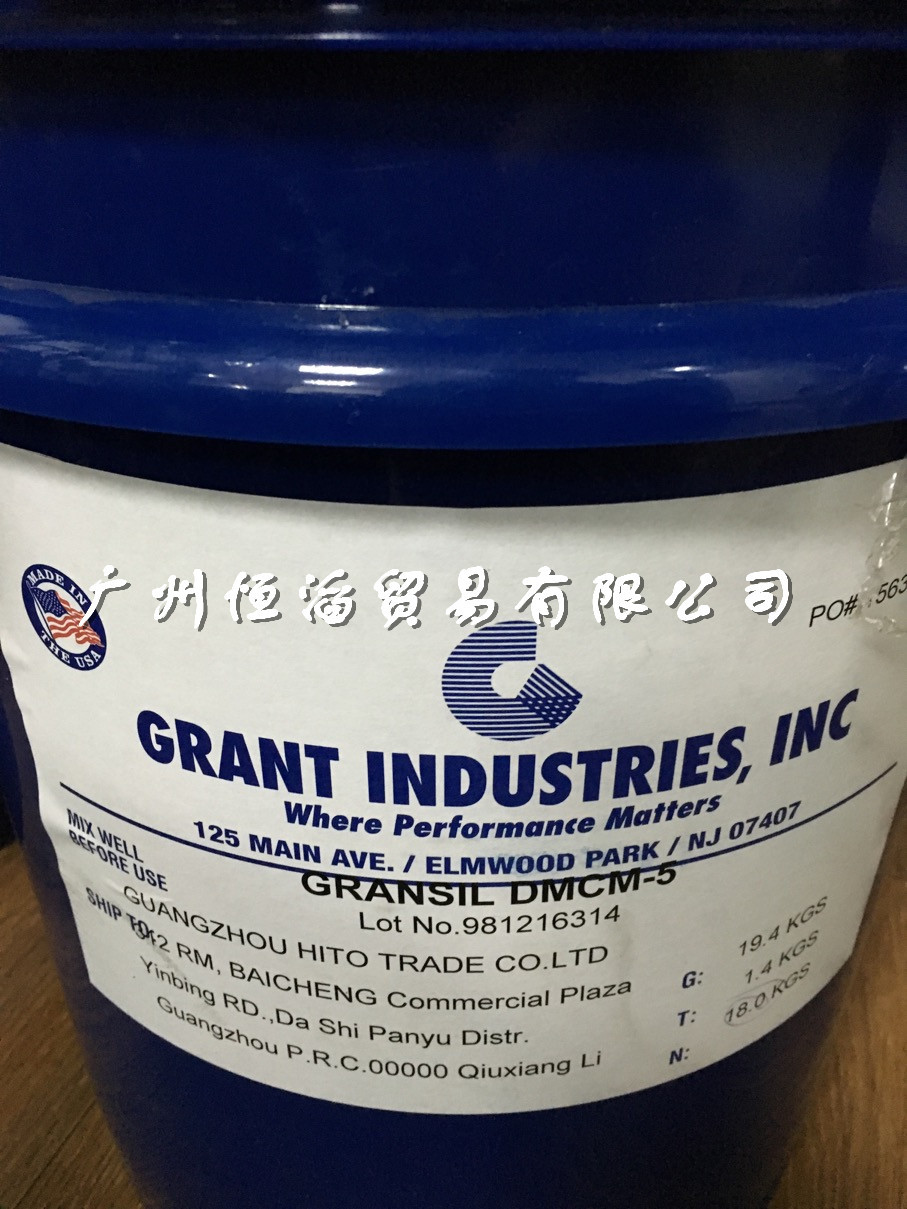 MADE IN THE USA
广州恒滔贸易有限公司
PO#
563
GRANT INDUSTRIES, INC
Where Performance Matters
125 MAIN AVE. / ELMWOOD PARK / NJ 07407
MIX WELL
BEFORE USE
GRANSIL DMCM-5
Lot No.981216314
SHIP TO:
GUANGZHOU HITO TRADE CO.LTD
RM, BAICHENG Commercial Plaza
Yinbing RD.,Da Shi Panyu Distr.
Guangzhou P.R.C.00000 Qiuxiang Li
G: 19.4 KGS
T: 1.4 KGS
N: 18.0 KGS